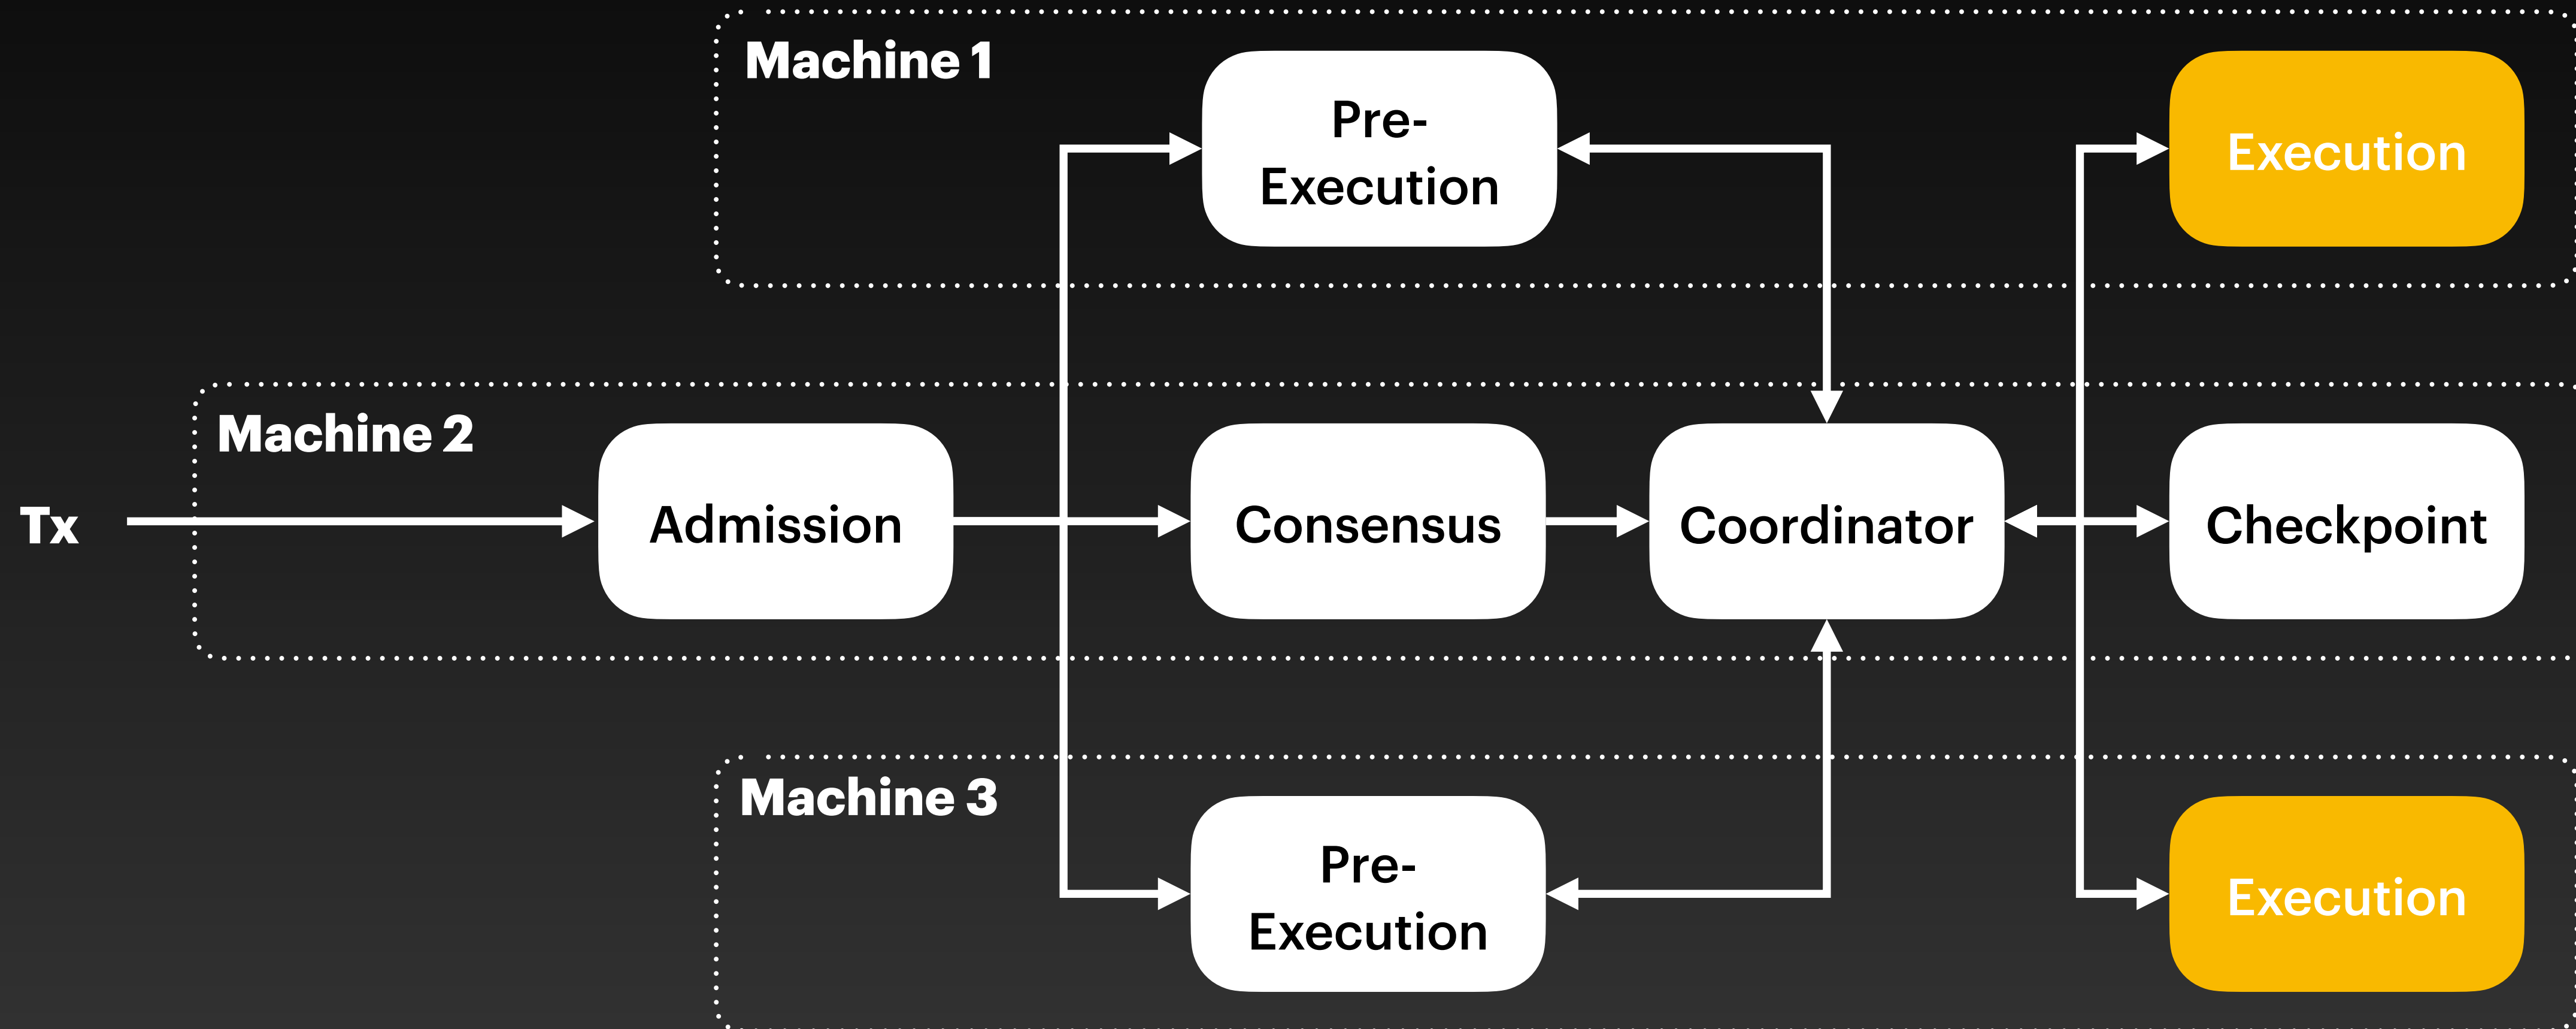 Machine 1
Pre-
Execution
Execution
Machine 2
Tx
Admission
Consensus
Coordinator
Checkpoint
Machine 3
Pre-
Execution
Execution